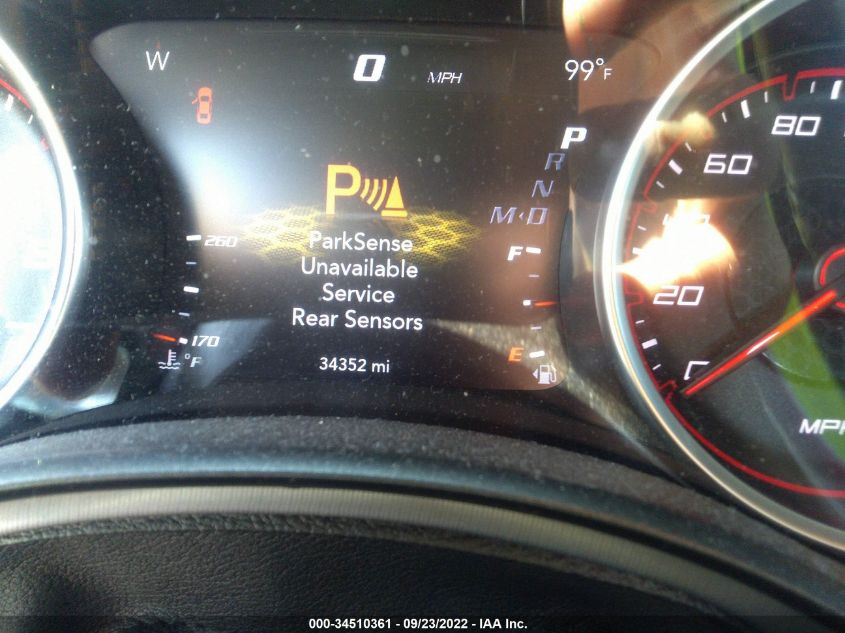 W
0 MPH
99°F
P
R
N
M D
P
ParkSense
Unavailable
Service
Rear Sensors
34352 mi
260
170
°F
F
E
80
60
20
MPH
000-34510361 - 09/23/2022 - IAA Inc.